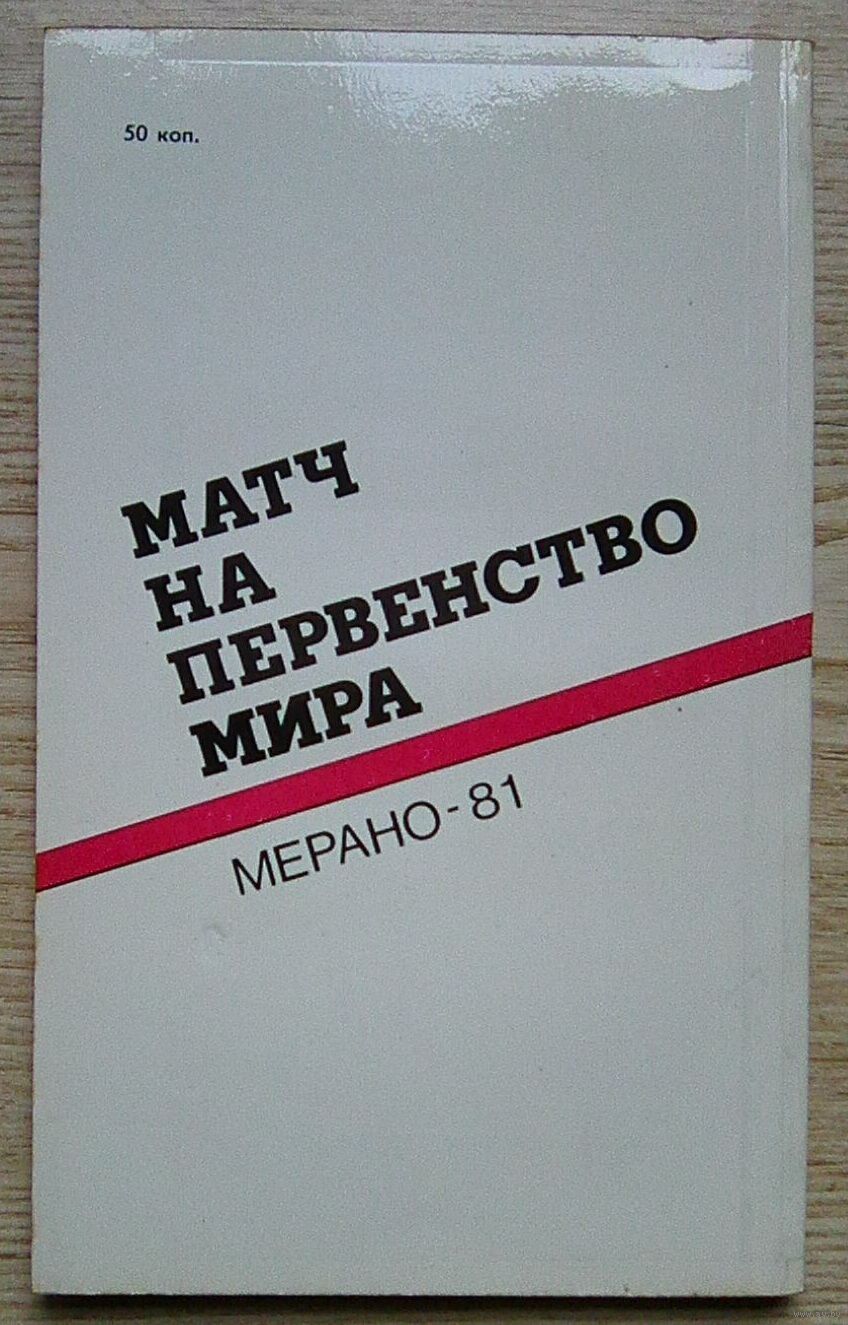 50 коп.
МАТЧ
НА
ПЕРВЕНСТВО
МИРА
МЕРАНО-81